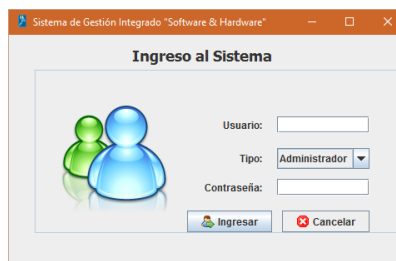 Sistema de Gestión Integrado "Software & Hardware"
Ingreso al Sistema
Usuario:
Tipo: Administrador
Contraseña:
Ingresar Cancelar